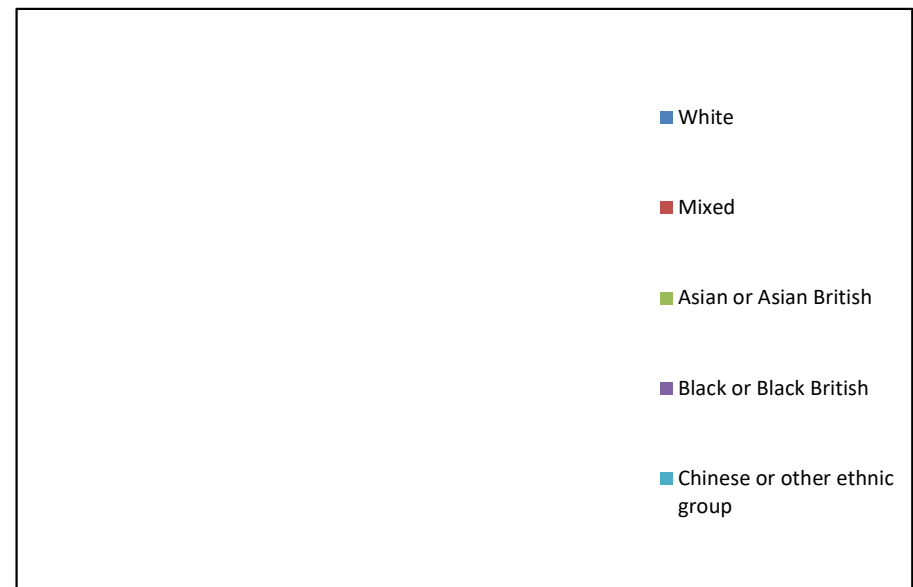 White
Mixed
Asian or Asian British
Black or Black British
Chinese or other ethnic
group